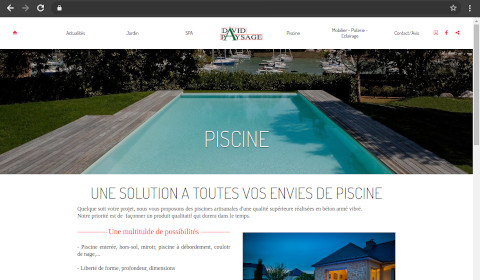 Actualités
Jardin
SPA
DAVID PAYSAGE
Piscine
Mobilier - Poterie - Eclairage
Contact/Avis
PISCINE
UNE SOLUTION A TOUTES VOS ENVIES DE PISCINE
Quelque soit votre projet, nous vous proposons des piscines artisanales d'une qualité supérieure réalisées en béton armé vibré.
Notre priorité est de façonner un produit qualitatif qui durera dans le temps.
Une multitude de possibilités
- Piscine enterrée, hors-sol, miroir, piscine à débordement, couloir
de nage,...
- Liberté de forme, profondeur, dimensions